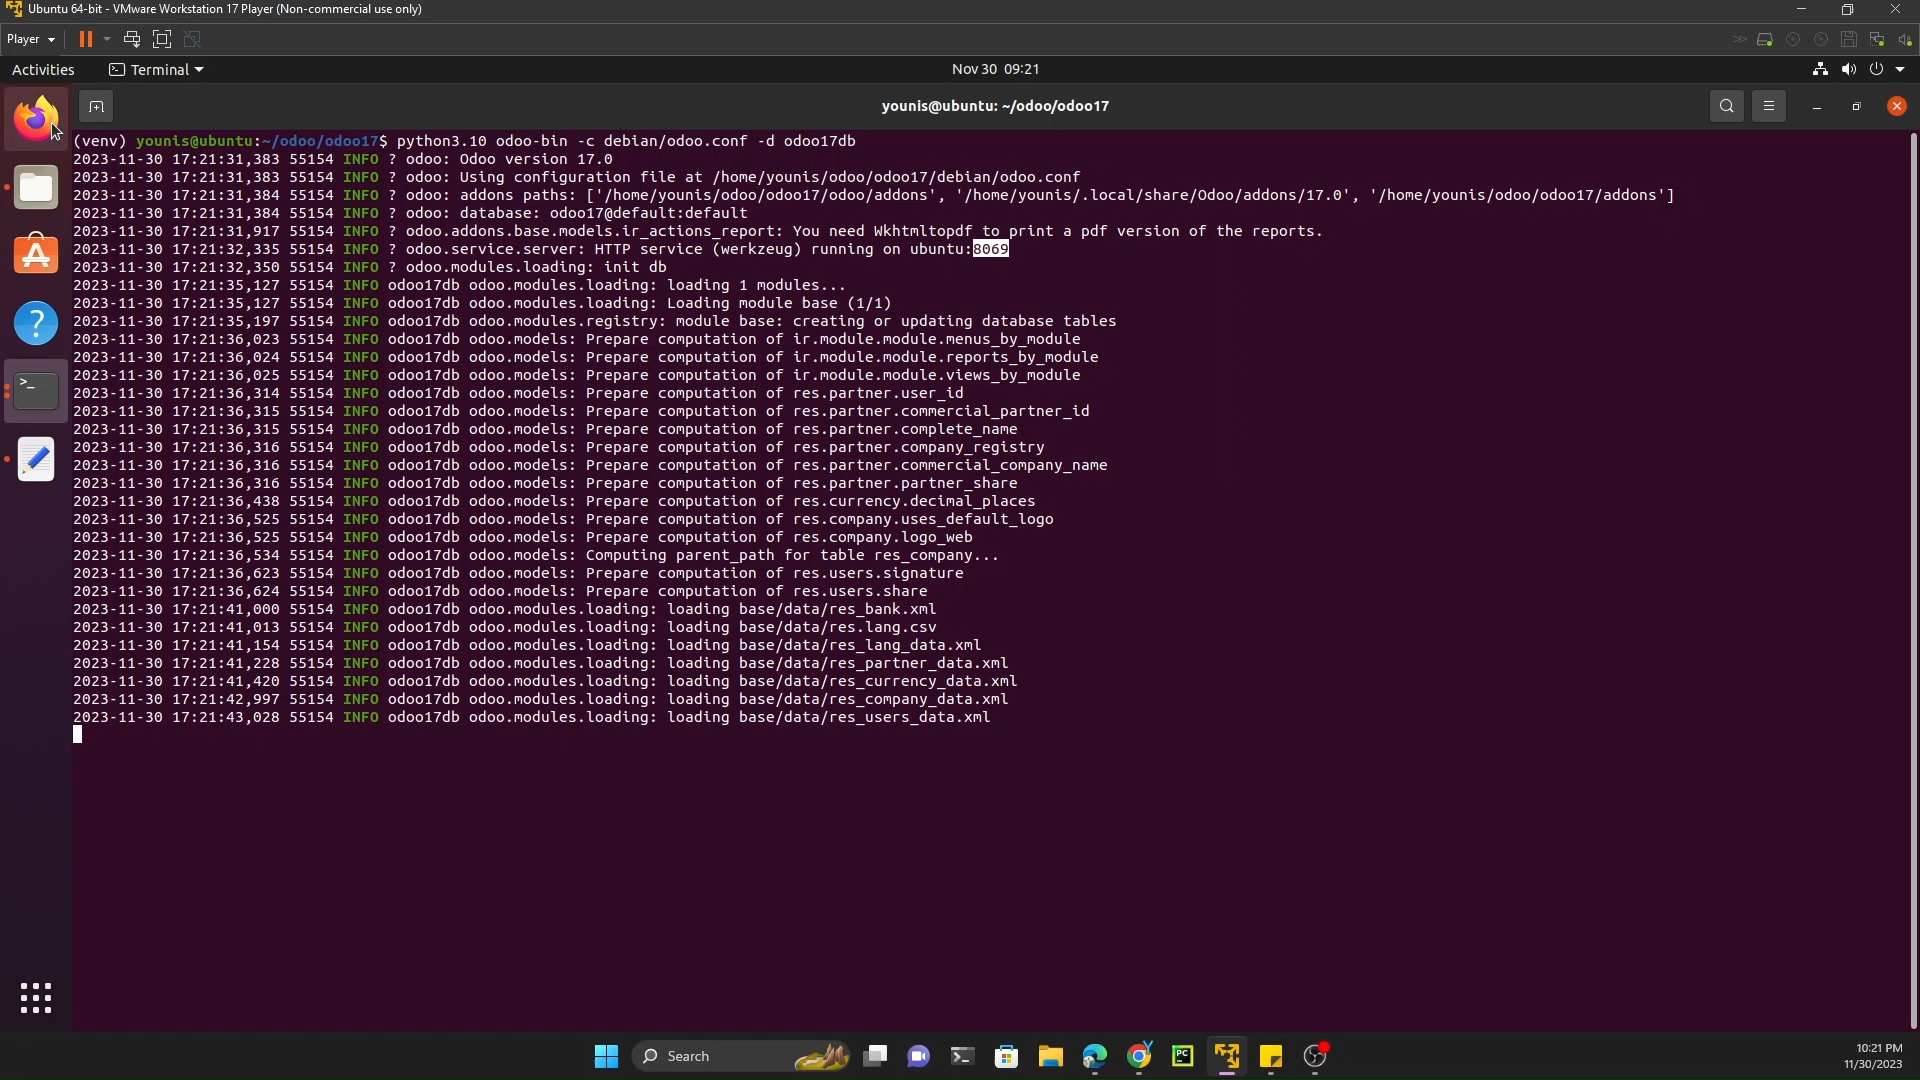 Ubuntu 64-bit - VMware Workstation 17 Player (Non-commercial use only)
Player
Activities
Terminal
Nov 30 09:21
younis@ubuntu: ~/odoo/odoo17
(venv) younis@ubuntu:~/odoo/odoo17$ python3.10 odoo-bin -c debian/odoo.conf -d odoo17db
2023-11-30 17:21:31,383 55154 INFO ? odoo: Odoo version 17.0
2023-11-30 17:21:31,383 55154 INFO ? odoo: Using configuration file at /home/younis/odoo/odoo17/debian/odoo.conf
2023-11-30 17:21:31,384 55154 INFO ? odoo: addons paths: ['/home/younis/odoo/odoo17/odoo/addons', '/home/younis/.local/share/Odoo/addons/17.0', '/home/younis/odoo/odoo17/addons']
2023-11-30 17:21:31,384 55154 INFO ? odoo: database: odoo17@default:default
2023-11-30 17:21:31,917 55154 INFO ? odoo.addons.base.models.ir_actions_report: You need Wkhtmltopdf to print a pdf version of the reports.
2023-11-30 17:21:32,335 55154 INFO ? odoo.service.server: HTTP service (werkzeug) running on ubuntu:8069
2023-11-30 17:21:32,350 55154 INFO ? odoo.modules.loading: init db
2023-11-30 17:21:35,127 55154 INFO odoo17db odoo.modules.loading: loading 1 modules...
2023-11-30 17:21:35,127 55154 INFO odoo17db odoo.modules.loading: Loading module base (1/1)
2023-11-30 17:21:35,197 55154 INFO odoo17db odoo.modules.registry: module base: creating or updating database tables
2023-11-30 17:21:36,023 55154 INFO odoo17db odoo.models: Prepare computation of ir.module.module.menus_by_module
2023-11-30 17:21:36,024 55154 INFO odoo17db odoo.models: Prepare computation of ir.module.module.reports_by_module
2023-11-30 17:21:36,025 55154 INFO odoo17db odoo.models: Prepare computation of ir.module.module.views_by_module
2023-11-30 17:21:36,314 55154 INFO odoo17db odoo.models: Prepare computation of res.partner.user_id
2023-11-30 17:21:36,315 55154 INFO odoo17db odoo.models: Prepare computation of res.partner.commercial_partner_id
2023-11-30 17:21:36,315 55154 INFO odoo17db odoo.models: Prepare computation of res.partner.complete_name
2023-11-30 17:21:36,316 55154 INFO odoo17db odoo.models: Prepare computation of res.partner.company_registry
2023-11-30 17:21:36,316 55154 INFO odoo17db odoo.models: Prepare computation of res.partner.commercial_company_name
2023-11-30 17:21:36,316 55154 INFO odoo17db odoo.models: Prepare computation of res.partner.partner_share
2023-11-30 17:21:36,438 55154 INFO odoo17db odoo.models: Prepare computation of res.currency.decimal_places
2023-11-30 17:21:36,525 55154 INFO odoo17db odoo.models: Prepare computation of res.company.uses_default_logo
2023-11-30 17:21:36,525 55154 INFO odoo17db odoo.models: Prepare computation of res.company.logo_web
2023-11-30 17:21:36,534 55154 INFO odoo17db odoo.models: Computing parent_path for table res_company...
2023-11-30 17:21:36,623 55154 INFO odoo17db odoo.models: Prepare computation of res.users.signature
2023-11-30 17:21:36,624 55154 INFO odoo17db odoo.models: Prepare computation of res.users.share
2023-11-30 17:21:41,000 55154 INFO odoo17db odoo.modules.loading: loading base/data/res_bank.xml
2023-11-30 17:21:41,013 55154 INFO odoo17db odoo.modules.loading: loading base/data/res.lang.csv
2023-11-30 17:21:41,154 55154 INFO odoo17db odoo.modules.loading: loading base/data/res_lang_data.xml
2023-11-30 17:21:41,228 55154 INFO odoo17db odoo.modules.loading: loading base/data/res_partner_data.xml
2023-11-30 17:21:41,420 55154 INFO odoo17db odoo.modules.loading: loading base/data/res_currency_data.xml
2023-11-30 17:21:42,997 55154 INFO odoo17db odoo.modules.loading: loading base/data/res_company_data.xml
2023-11-30 17:21:43,028 55154 INFO odoo17db odoo.modules.loading: loading base/data/res_users_data.xml
Search
PC
10:21 PM
11/30/2023